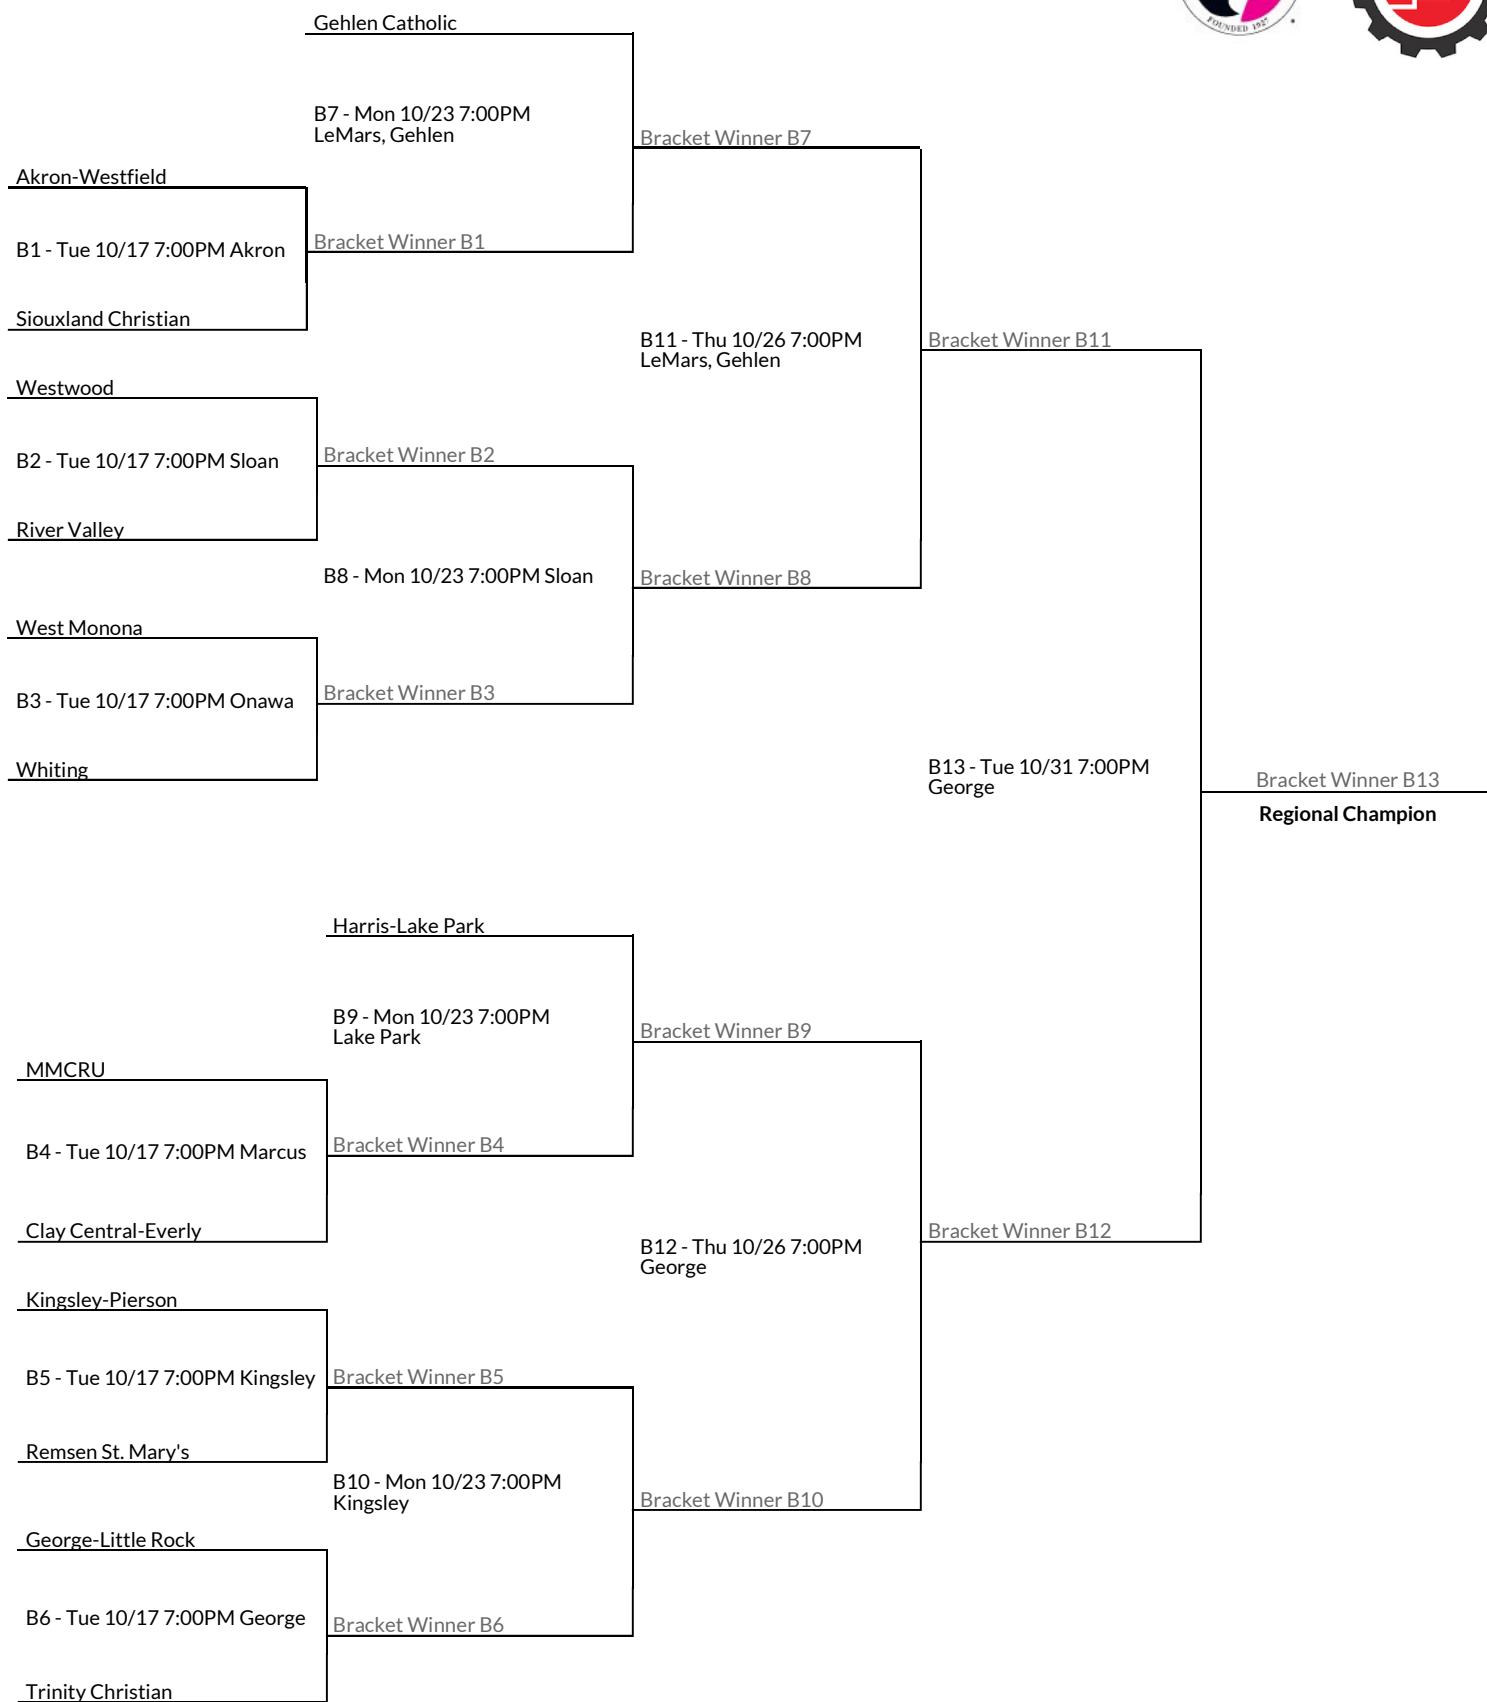 FOUNDED 1927
Gehlen Catholic
B7 - Mon 10/23 7:00PM
LeMars, Gehlen
Bracket Winner B7
Akron-Westfield
B1 - Tue 10/17 7:00PM Akron
Bracket Winner B1
Siouxland Christian
B11 - Thu 10/26 7:00PM
LeMars, Gehlen
Bracket Winner B11
Westwood
B2 - Tue 10/17 7:00PM Sloan
Bracket Winner B2
River Valley
B8 - Mon 10/23 7:00PM Sloan
Bracket Winner B8
West Monona
B3 - Tue 10/17 7:00PM Onawa
Bracket Winner B3
Whiting
B13 - Tue 10/31 7:00PM
George
Bracket Winner B13
Regional Champion
Harris-Lake Park
B9 - Mon 10/23 7:00PM
Lake Park
Bracket Winner B9
MMCRU
B4 - Tue 10/17 7:00PM Marcus
Bracket Winner B4
Clay Central-Everly
B12 - Thu 10/26 7:00PM
George
Bracket Winner B12
Kingsley-Pierson
B5 - Tue 10/17 7:00PM Kingsley
Bracket Winner B5
Remsen St. Mary's
B10 - Mon 10/23 7:00PM
Kingsley
Bracket Winner B10
George-Little Rock
B6 - Tue 10/17 7:00PM George
Bracket Winner B6
Trinity Christian